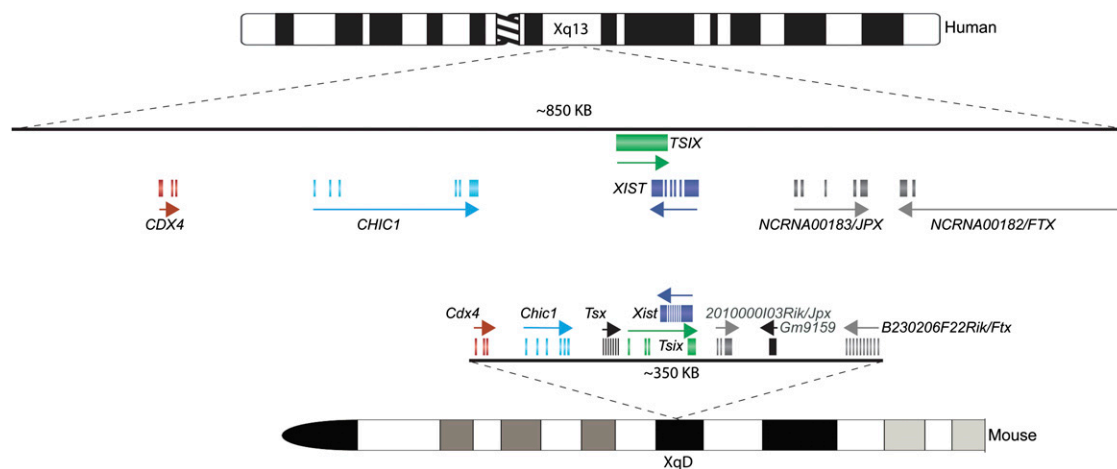 Xq13
Human
~850 KB
TSIX
XIST
CDX4
CHIC1
NCRNA00183/JPX
NCRNA00182/FTX
Cdx4
Chic1
Tsx
Xist
2010000I03Rik/Jpx
Gm9159
B230206F22Rik/Ftx
Tsix
~350 KB
Mouse
XqD